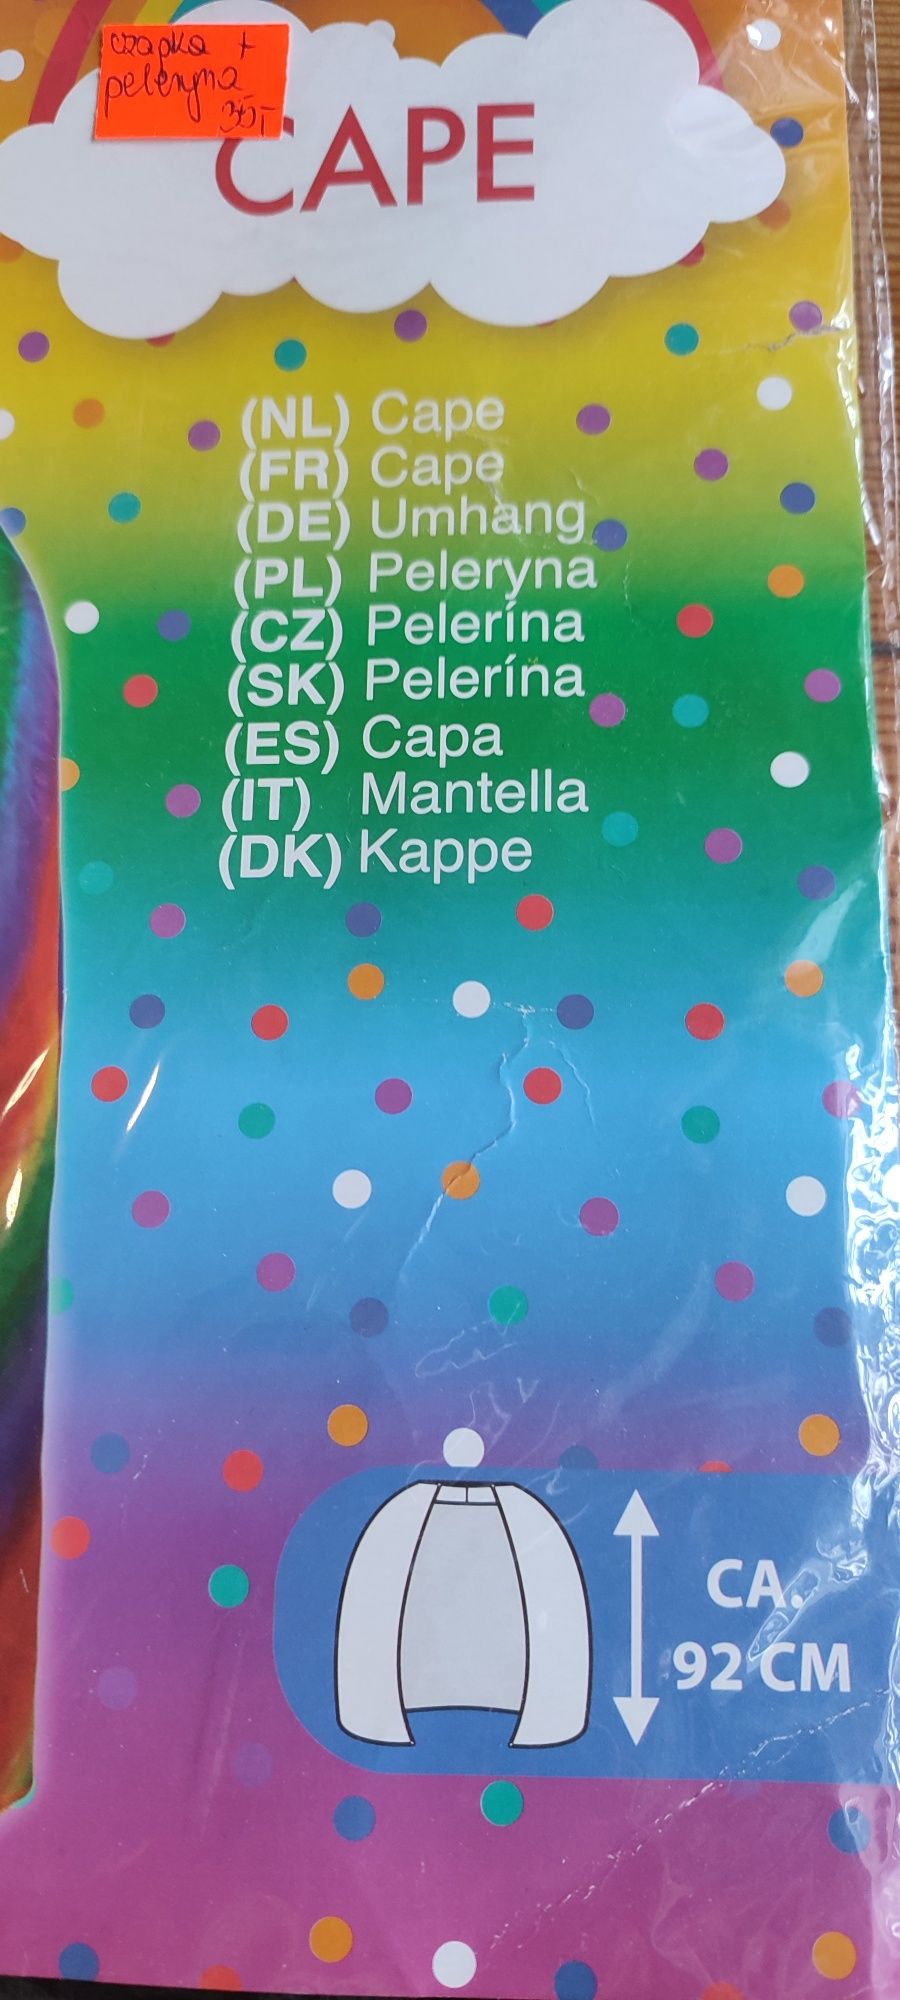 czapka +
peleryna
35,-
CAPE
(NL) Cape
(FR) Cape
(DE) Umhang
(PL) Peleryna
(CZ) Pelerína
(SK) Pelerína
(ES) Capa
(IT) Mantella
(DK) Kappe
CA.
92 CM